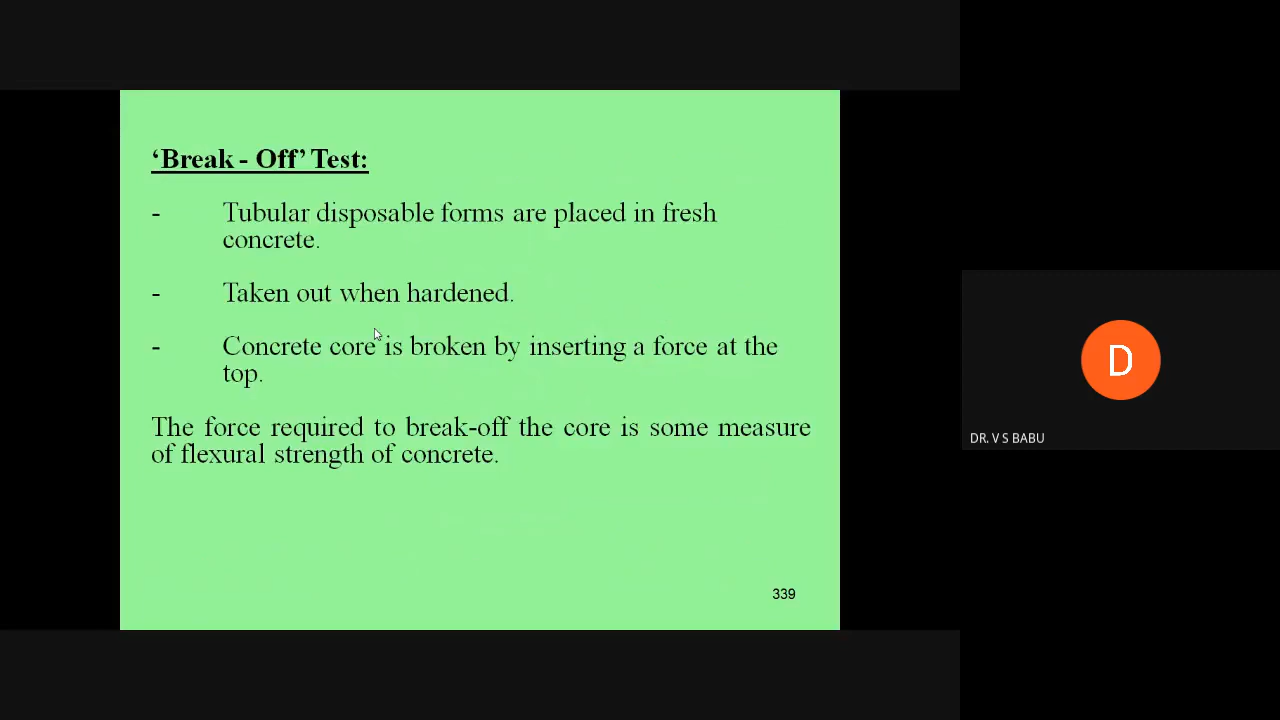 ‘Break - Off’ Test:
- Tubular disposable forms are placed in fresh
concrete.
- Taken out when hardened.
- Concrete core is broken by inserting a force at the
top.
The force required to break-off the core is some measure
of flexural strength of concrete.
339
D
DR. V S BABU